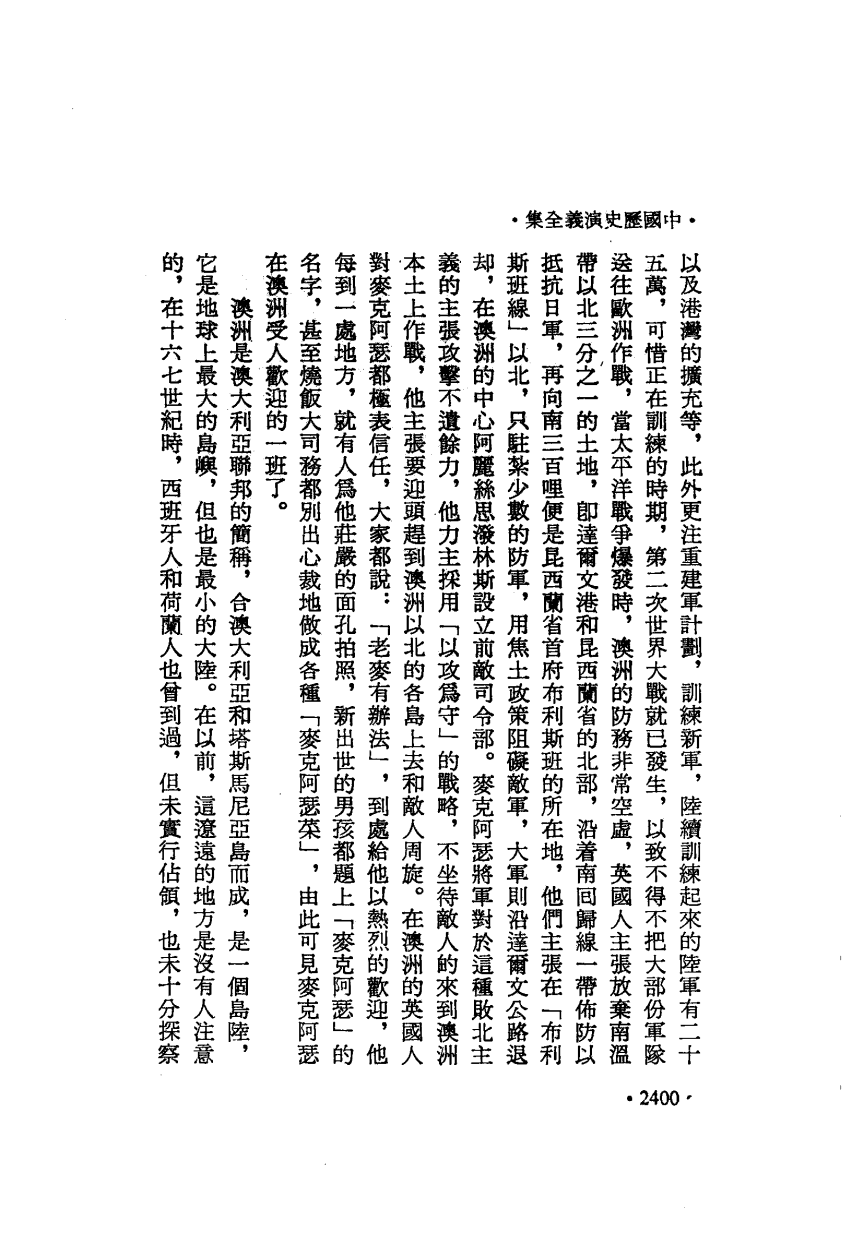 •中國歷史演義全集•
以及港灣的擴充等，此外更注重建軍計劃，訓練新軍，陸續訓練起來的陸軍有二十
五萬，可惜正在訓練的時期，第二次世界大戰就已發生，以致不得不把大部份軍隊
送往歐洲作戰，當太平洋戰爭爆發時，澳洲的防務非常空虛，英國人主張放棄南溫
帶以北三分之一的土地，卽達爾文港和昆西蘭省的北部，沿着南回歸線一帶佈防以
抵抗日軍，再向南三百哩便是昆西蘭省首府布利斯班的所在地，他們主張在「布利
斯班線」以北，只駐紮少數的防軍，用焦土政策阻礙敵軍，大軍則沿達爾文公路退
却，在澳洲的中心阿麗絲思潑林斯設立前敵司令部。麥克阿瑟將軍對於這種敗北主
義的主張攻擊不遺餘力，他力主採用「以攻爲守」的戰略，不坐待敵人的來到澳洲
本土上作戰，他主張要迎頭趕到澳洲以北的各島上去和敵人周旋。在澳洲的英國人
對麥克阿瑟都極表信任，大家都說：「老麥有辦法」，到處給他以熱烈的歡迎，他
每到一處地方，就有人爲他莊嚴的面孔拍照，新出世的男孩都題上「麥克阿瑟」的
名字，甚至燒飯大司務都別出心裁地做成各種「麥克阿瑟菜」，由此可見麥克阿瑟
在澳洲受人歡迎的一班了。
澳洲是澳大利亞聯邦的簡稱，合澳大利亞和塔斯馬尼亞島而成，是一個島陸，
它是地球上最大的島嶼，但也是最小的大陸。在以前，這遼遠的地方是沒有人注意
的，在十六七世紀時，西班牙人和荷蘭人也曾到過，但未實行佔領，也未十分探察
•2400•